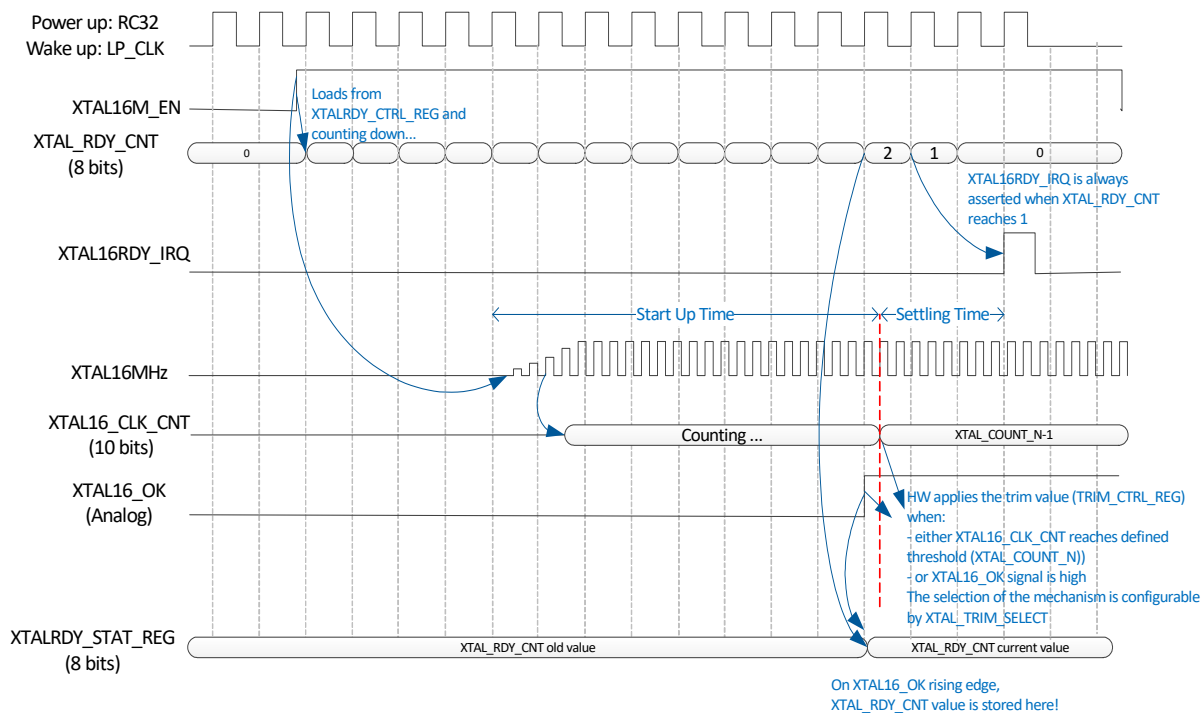 Power up: RC32
Wake up: LP_CLK
XTAL16M_EN
Loads from
XTALRDY_CTRL_REG and
counting down...
XTAL_RDY_CNT
(8 bits)
0
2
1
0
XTAL16RDY_IRQ is always
asserted when XTAL_RDY_CNT
reaches 1
XTAL16RDY_IRQ
Start Up Time
Settling Time
XTAL16MHz
XTAL16_CLK_CNT
(10 bits)
Counting ...
XTAL_COUNT_N-1
XTAL16_OK
(Analog)
HW applies the trim value (TRIM_CTRL_REG)
when:
- either XTAL16_CLK_CNT reaches defined
threshold (XTAL_COUNT_N))
- or XTAL16_OK signal is high
The selection of the mechanism is configurable
by XTAL_TRIM_SELECT
XTALRDY_STAT_REG
(8 bits)
XTAL_RDY_CNT old value
XTAL_RDY_CNT current value
On XTAL16_OK rising edge,
XTAL_RDY_CNT value is stored here!